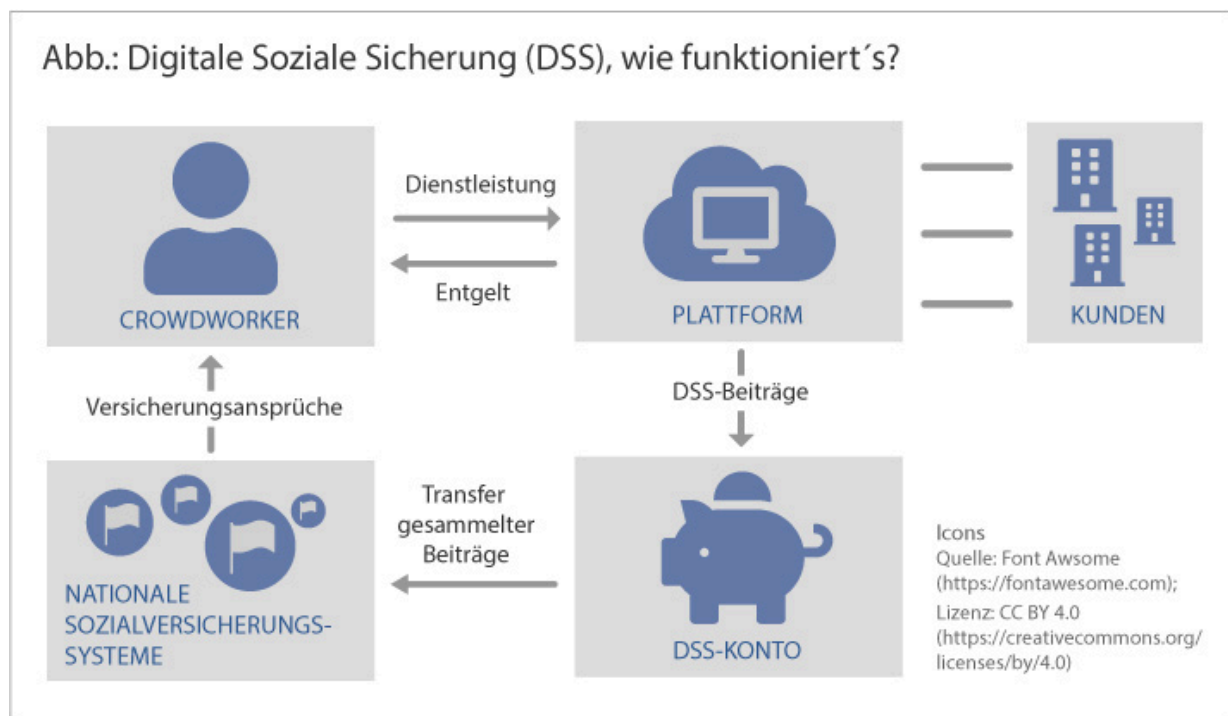 Abb.: Digitale Soziale Sicherung (DSS), wie funktioniert´s?
CROWDWORKER
Dienstleistung
Entgelt
PLATTFORM
KUNDEN
Versicherungsansprüche
DSS-Beiträge
NATIONALE
SOZIALVERSICHERUNGS-
SYSTEME
Transfer
gesammelter
Beiträge
DSS-KONTO
Icons
Quelle: Font Awsome
(https://fontawesome.com);
Lizenz: CC BY 4.0
(https://creativecommons.org/
licenses/by/4.0)